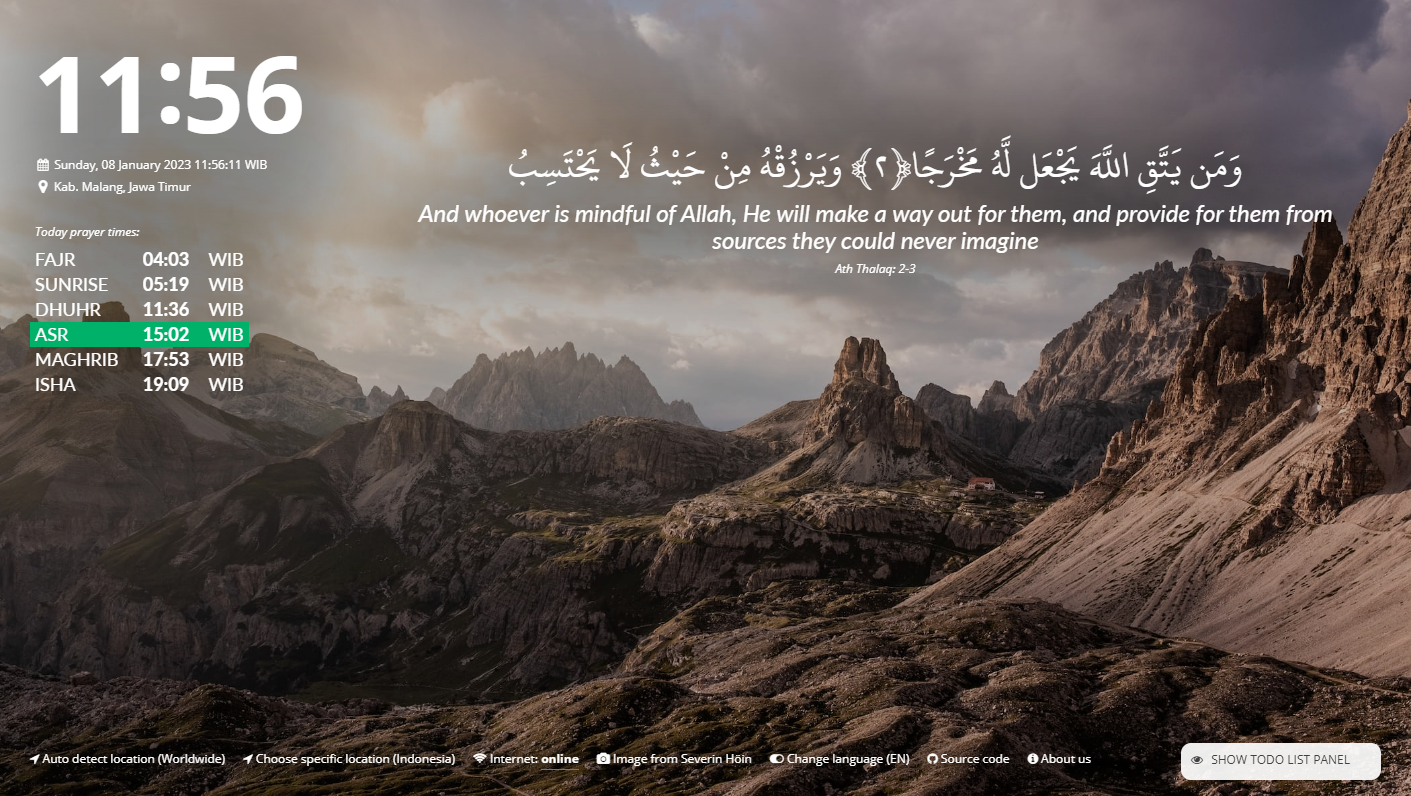 11:56
Sunday, 08 January 2023 11:56:11 WIB
Kab. Malang, Jawa Timur
Today prayer times:
FAJR 04:03 WIB
SUNRISE 05:19 WIB
DHUHR 11:36 WIB
ASR 15:02 WIB
MAGHRIB 17:53 WIB
ISHA 19:09 WIB
وَمَن يَتَّقِ اللَّهَ يَجْعَل لَّهُ مَخْرَجًا﴿٢﴾ وَيَرْزُقْهُ مِنْ حَيْثُ لَا يَحْتَسِبُ
And whoever is mindful of Allah, He will make a way out for them, and provide for them from
sources they could never imagine
Ath Thalaq: 2-3
Auto detect location (Worldwide) Choose specific location (Indonesia) Internet: online Image from Severin Höin Change language (EN) Source code About us
SHOW TODO LIST PANEL